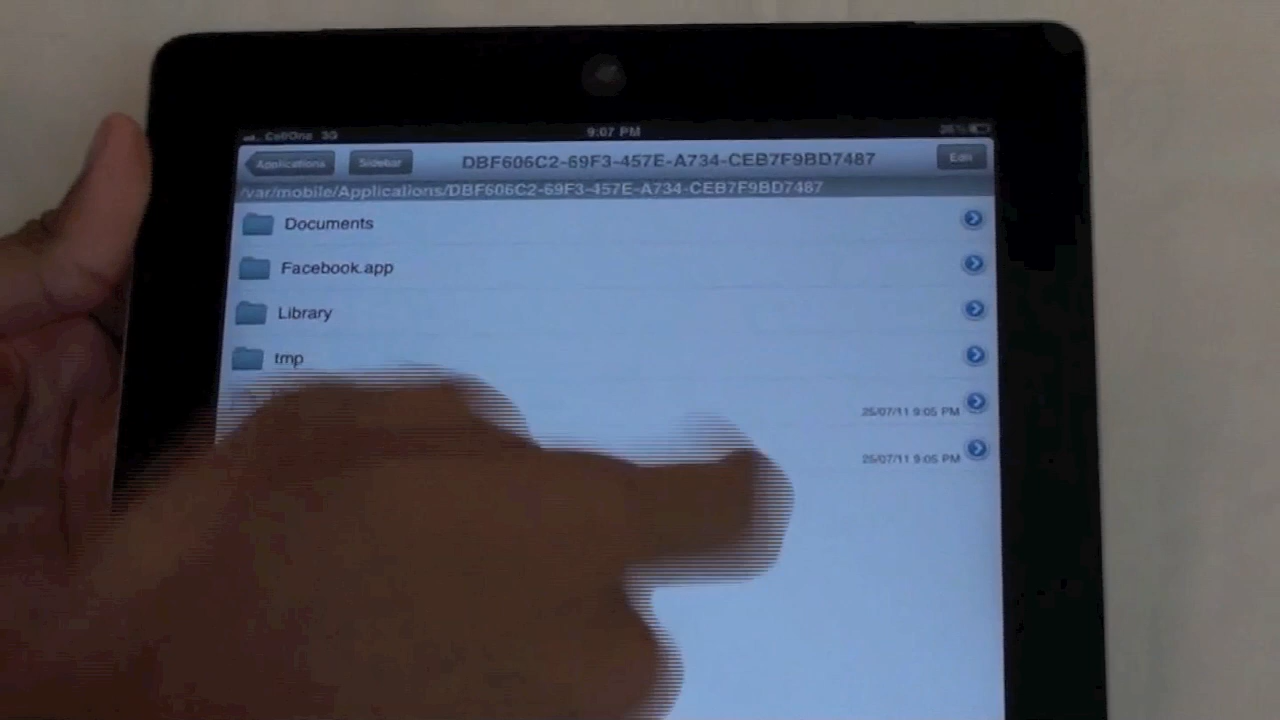 CellOne 3G 9:07 PM
Applications Sidebar DBF606C2-69F3-457E-A734-CEB7F9BD7487 Edit
/var/mobile/Applications/DBF606C2-69F3-457E-A734-CEB7F9BD7487
Documents
Facebook.app
Library
tmp
25/07/11 9:05 PM
25/07/11 9:05 PM